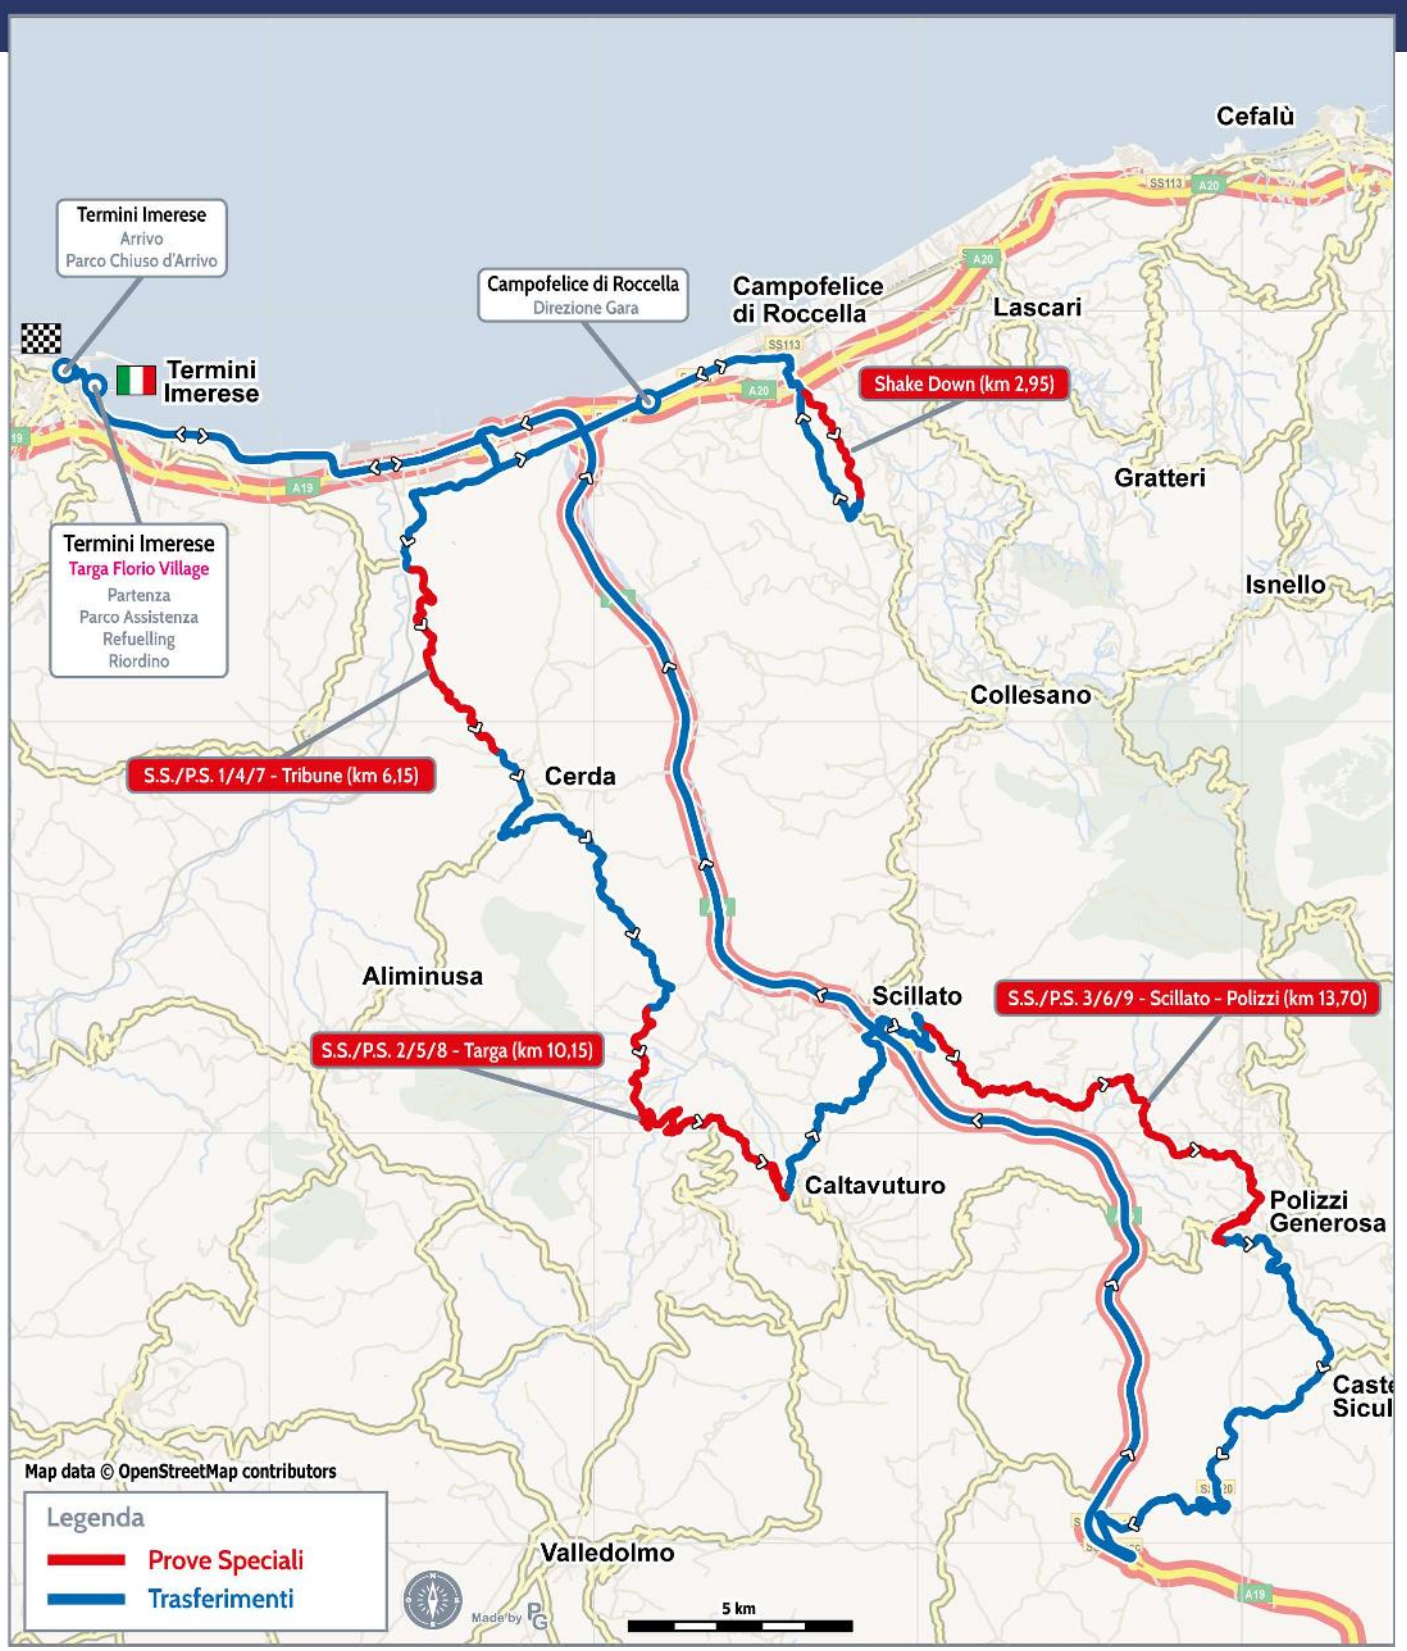 Cefalù
SS113
A20
Termini Imerese
Arrivo
Parco Chiuso d'Arrivo
A20
Campofelice di Roccella
Direzione Gara
Campofelice
di Roccella
Lascari
SS113
Termini
Imerese
Shake Down (km 2,95)
A20
19
A19
Gratteri
Termini Imerese
Targa Florio Village
Partenza
Parco Assistenza
Refuelling
Riordino
Isnello
Collesano
S.S./P.S. 1/4/7 - Tribune (km 6,15)
Cerda
Aliminusa
Scillato
S.S./P.S. 3/6/9 - Scillato - Polizzi (km 13,70)
S.S./P.S. 2/5/8 - Targa (km 10,15)
Caltavuturo
Polizzi
Generosa
Caste
Sicul
Map data © OpenStreetMap contributors
Legenda
Prove Speciali
Trasferimenti
Valledolmo
Made by PG
5 km
A19